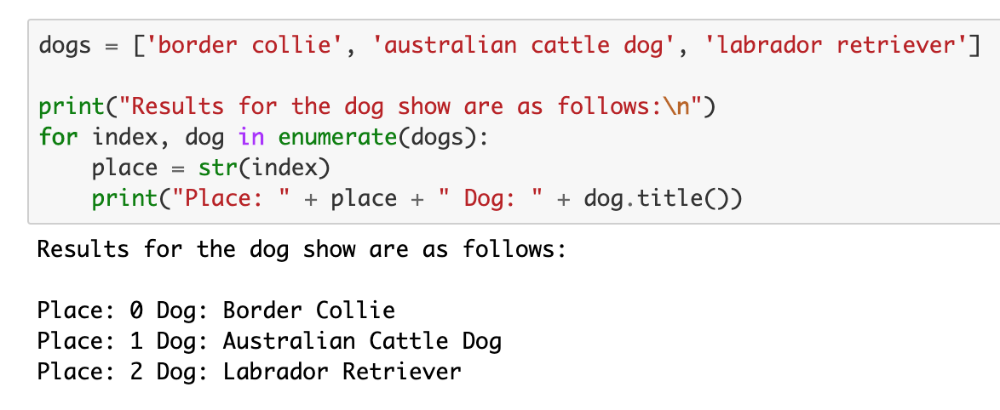 dogs = ['border collie', 'australian cattle dog', 'labrador retriever']
print("Results for the dog show are as follows:\n")
for index, dog in enumerate(dogs):
    place = str(index)
    print("Place: " + place + " Dog: " + dog.title())
Results for the dog show are as follows:
Place: 0 Dog: Border Collie
Place: 1 Dog: Australian Cattle Dog
Place: 2 Dog: Labrador Retriever